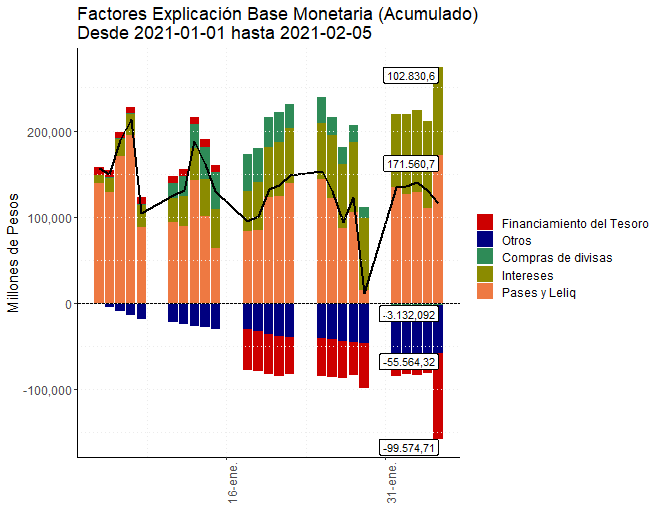 Factores Explicación Base Monetaria (Acumulado)
Desde 2021-01-01 hasta 2021-02-05
Millones de Pesos
200,000
100,000
0
-100,000
102.830,6
171.560,7
-3.132,092
-55.564,32
-99.574,71
16-ene.
31-ene.
Financiamiento del Tesoro
Otros
Compras de divisas
Intereses
Pases y Leliq